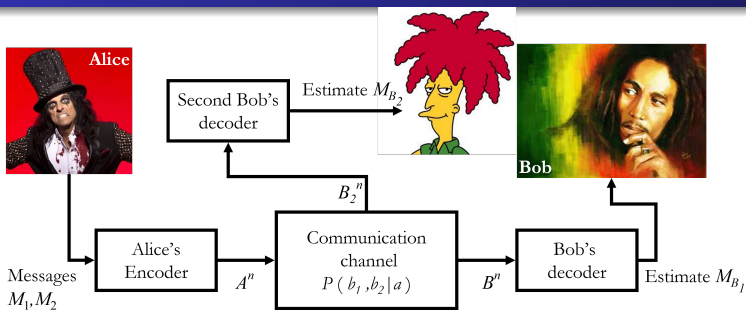 Alice
Second Bob's
decoder
Estimate M_{B_2}
Bob
B_2^n
Messages
M_1, M_2
Alice's
Encoder
A^n
Communication
channel
P ( b_1 ,b_2 | a )
B^n
Bob's
decoder
Estimate M_{B_1}